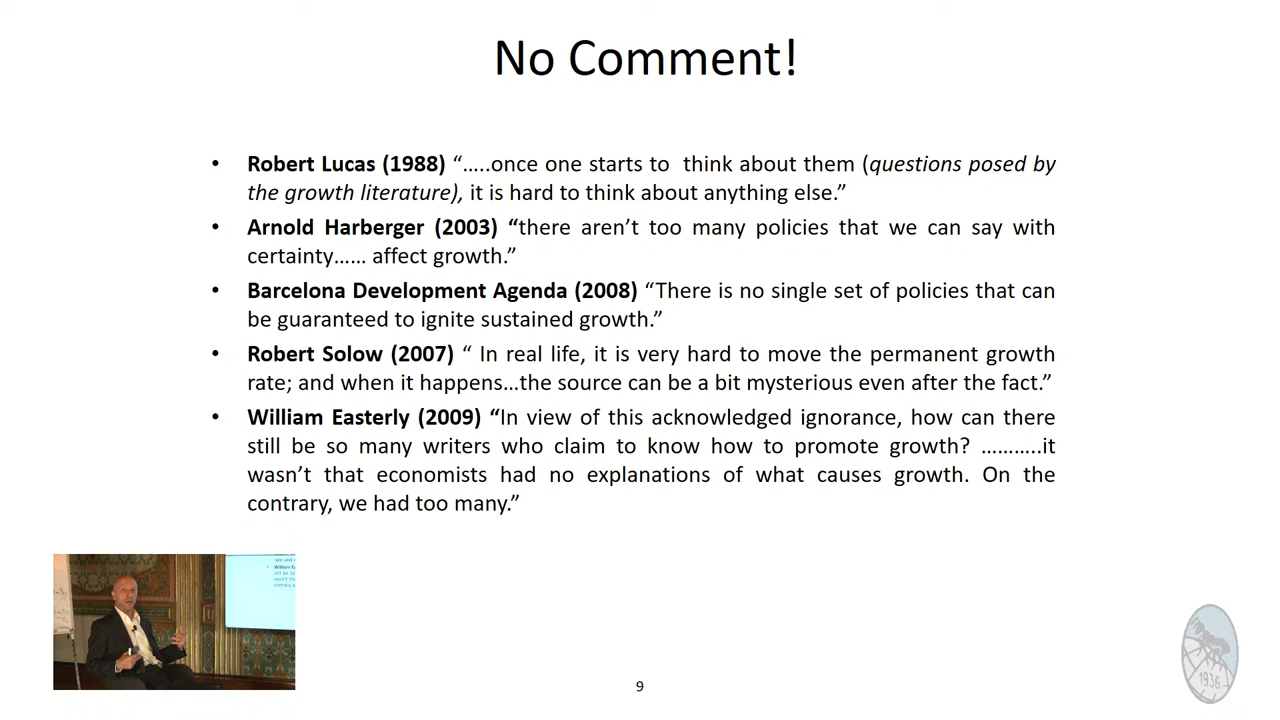 No Comment!
• Robert Lucas (1988) “…..once one starts to think about them (questions posed by
the growth literature), it is hard to think about anything else.”
• Arnold Harberger (2003) “there aren’t too many policies that we can say with
certainty…… affect growth.”
• Barcelona Development Agenda (2008) “There is no single set of policies that can
be guaranteed to ignite sustained growth.”
• Robert Solow (2007) “ In real life, it is very hard to move the permanent growth
rate; and when it happens…the source can be a bit mysterious even after the fact.”
• William Easterly (2009) “In view of this acknowledged ignorance, how can there
still be so many writers who claim to know how to promote growth? ………..it
wasn’t that economists had no explanations of what causes growth. On the
contrary, we had too many.”
9
1936